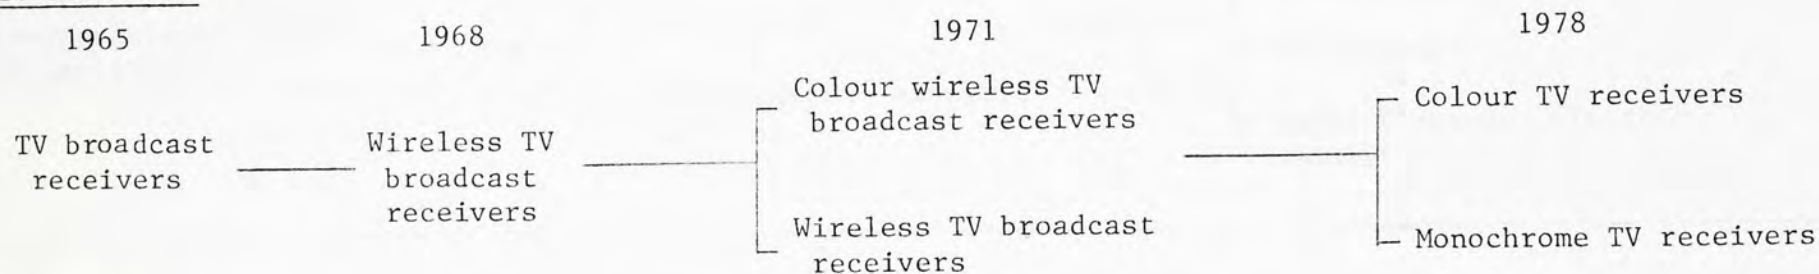 1965
1968
1971
1978
TV broadcast
receivers
Wireless TV
broadcast
receivers
Colour wireless TV
broadcast receivers
Wireless TV broadcast
receivers
Colour TV receivers
Monochrome TV receivers